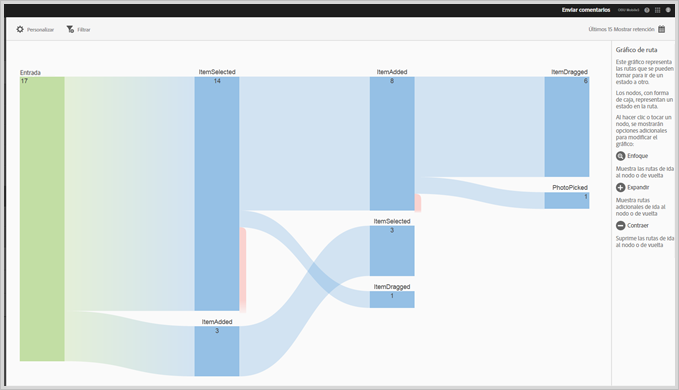 Enviar comentarios
Personalizar
Filtrar
Últimos 15 Mostrar retención
Entrada
17
ItemSelected
14
ItemAdded
8
ItemDragged
6
PhotoPicked
1
ItemSelected
3
ItemDragged
1
ItemAdded
3
Gráfico de ruta
Este gráfico representa
las rutas que se pueden
tomar para ir de un
estado a otro.
Los nodos, con forma
de caja, representan un
estado en la ruta.
Al hacer clic o tocar un
nodo, se mostrarán
opciones adicionales
para modificar el
gráfico:
Enfoque
Muestra las rutas de ida
al nodo o de vuelta
Expandir
Muestra rutas
adicionales de ida al
nodo o de vuelta
Contraer
Suprime las rutas de ida
al nodo o de vuelta